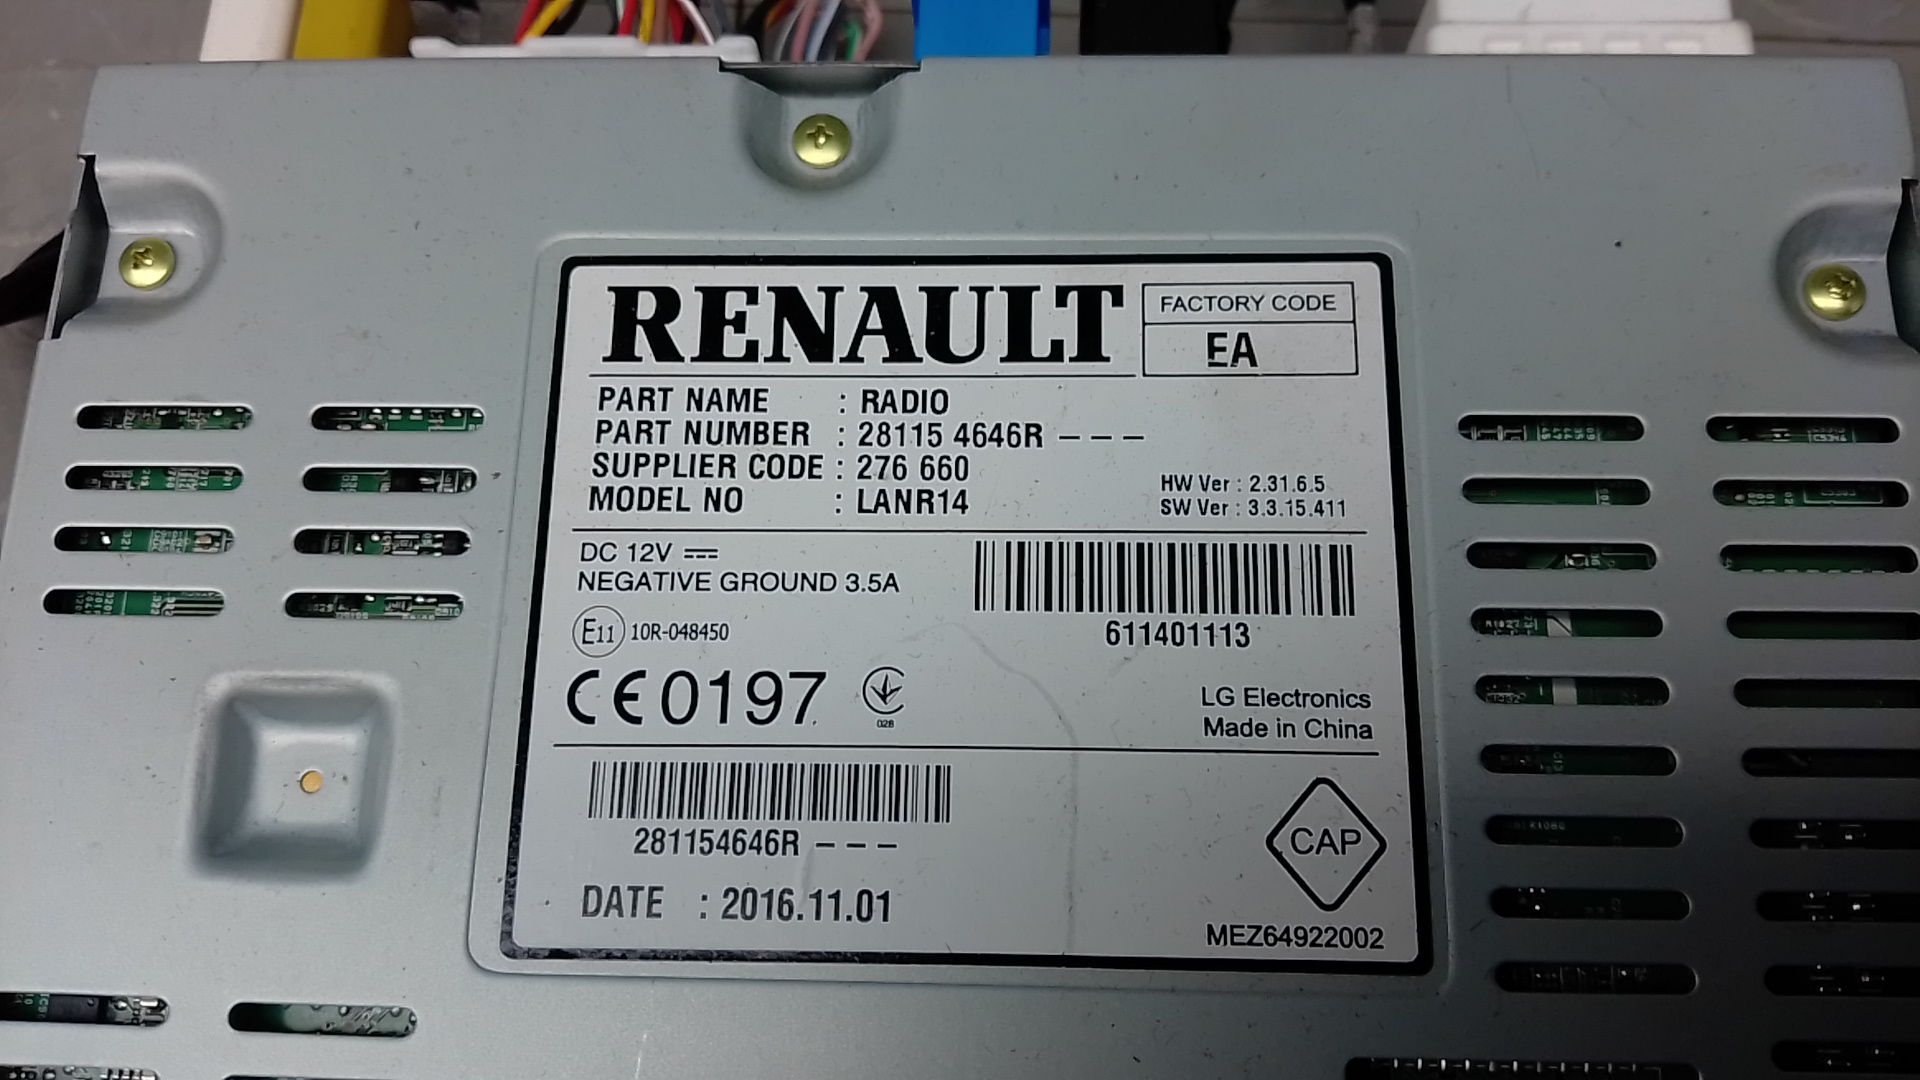 RENAULT
FACTORY CODE
EA
PART NAME : RADIO
PART NUMBER : 28115 4646R – – –
SUPPLIER CODE : 276 660
MODEL NO : LANR14
HW Ver : 2.31.6.5
SW Ver : 3.3.15.411
DC 12V
NEGATIVE GROUND 3.5A
E11 10R-048450
611401113
CE0197
028
LG Electronics
Made in China
281154646R – – –
CAP
DATE : 2016.11.01
MEZ64922002